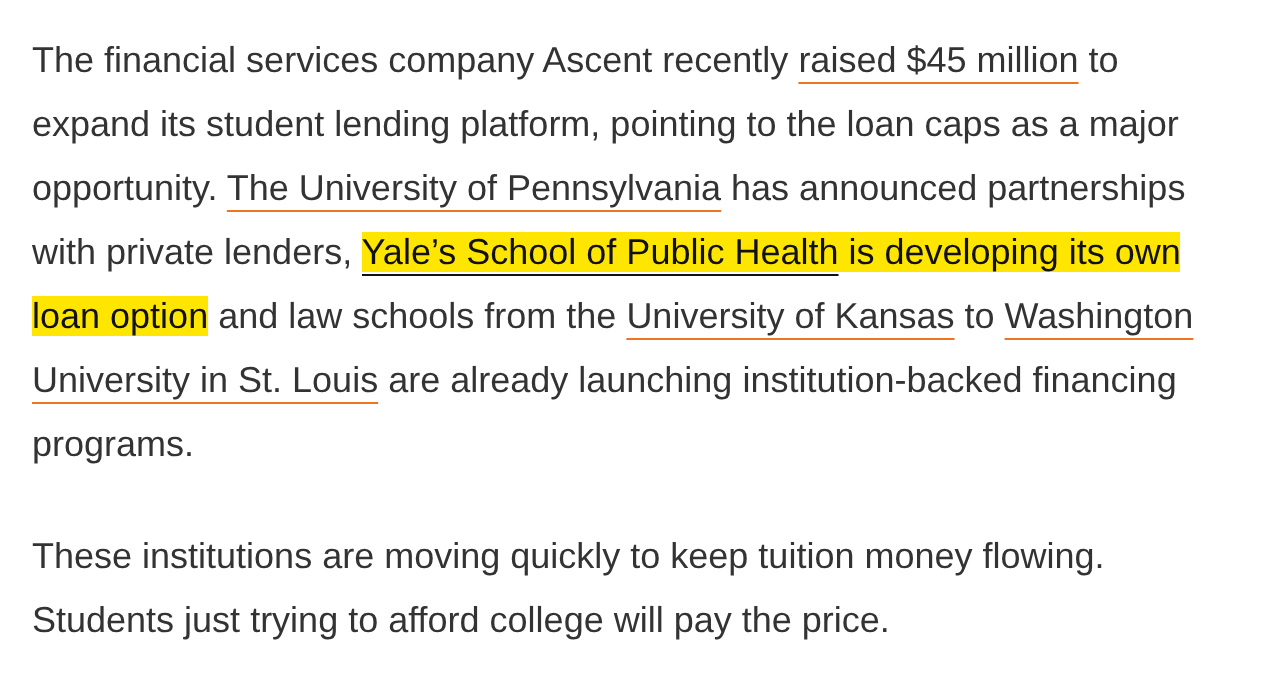 The financial services company Ascent recently raised $45 million to
expand its student lending platform, pointing to the loan caps as a major
opportunity. The University of Pennsylvania has announced partnerships
with private lenders, Yale’s School of Public Health is developing its own
loan option and law schools from the University of Kansas to Washington
University in St. Louis are already launching institution-backed financing
programs.
These institutions are moving quickly to keep tuition money flowing.
Students just trying to afford college will pay the price.